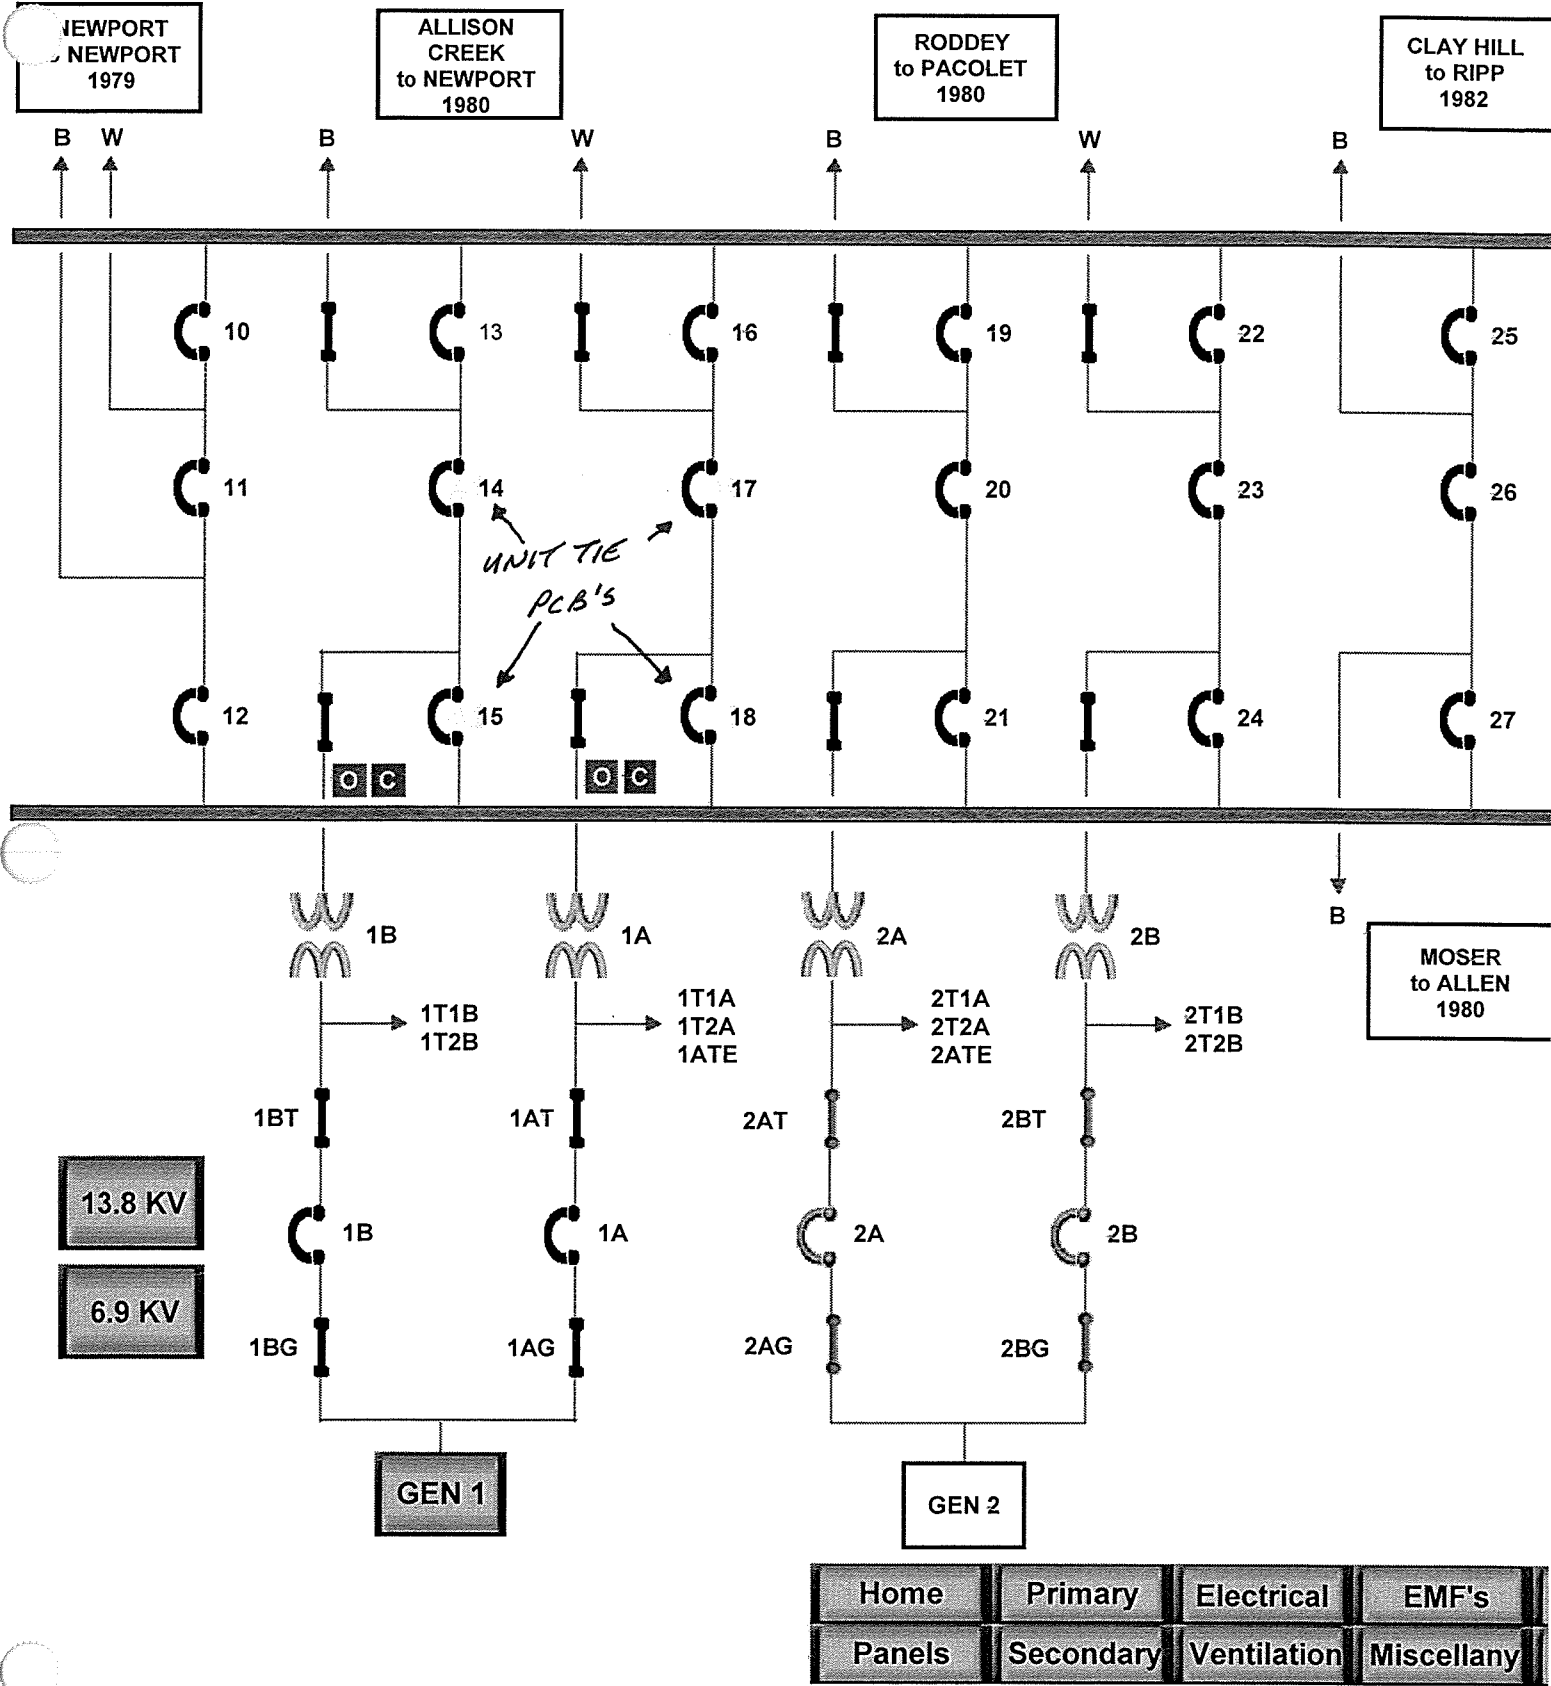 NEWPORT
NEWPORT
1979
ALLISON
CREEK
to NEWPORT
1980
RODDEY
to PACOLET
1980
CLAY HILL
to RIPP
1982
B W B W B W B
10 13 16 19 22 25
11 14 17 20 23 26
UNIT TIE
PCB'S
12 15 18 21 24 27
O C O C
1B 1A 2A 2B B
MOSER
to ALLEN
1980
1T1B
1T2B
1T1A
1T2A
1ATE
2T1A
2T2A
2ATE
2T1B
2T2B
1BT 1AT 2AT 2BT
13.8 KV
1B 1A 2A 2B
6.9 KV
1BG 1AG 2AG 2BG
GEN 1
GEN 2
Home Primary Electrical EMF's
Panels Secondary Ventilation Miscellany